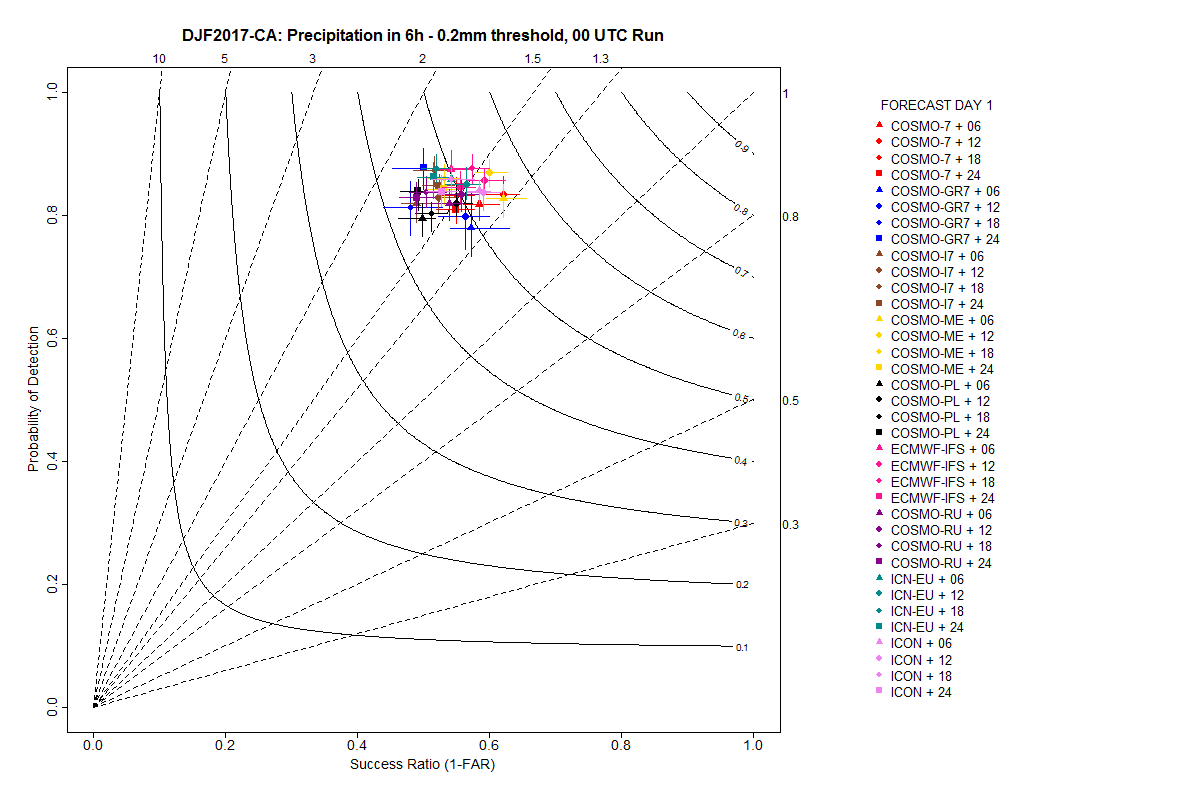 DJF2017-CA: Precipitation in 6h - 0.2mm threshold, 00 UTC Run
10 5 3 2 1.5 1.3
1
0.8
0.5
0.3
0.9
0.8
0.7
0.6
0.5
0.4
0.3
0.2
0.1
1.0
0.8
0.6
0.4
0.2
0.0
Probability of Detection
0.0 0.2 0.4 0.6 0.8 1.0
Success Ratio (1-FAR)
FORECAST DAY 1
COSMO-7 + 06
COSMO-7 + 12
COSMO-7 + 18
COSMO-7 + 24
COSMO-GR7 + 06
COSMO-GR7 + 12
COSMO-GR7 + 18
COSMO-GR7 + 24
COSMO-I7 + 06
COSMO-I7 + 12
COSMO-I7 + 18
COSMO-I7 + 24
COSMO-ME + 06
COSMO-ME + 12
COSMO-ME + 18
COSMO-ME + 24
COSMO-PL + 06
COSMO-PL + 12
COSMO-PL + 18
COSMO-PL + 24
ECMWF-IFS + 06
ECMWF-IFS + 12
ECMWF-IFS + 18
ECMWF-IFS + 24
COSMO-RU + 06
COSMO-RU + 12
COSMO-RU + 18
COSMO-RU + 24
ICN-EU + 06
ICN-EU + 12
ICN-EU + 18
ICN-EU + 24
ICON + 06
ICON + 12
ICON + 18
ICON + 24